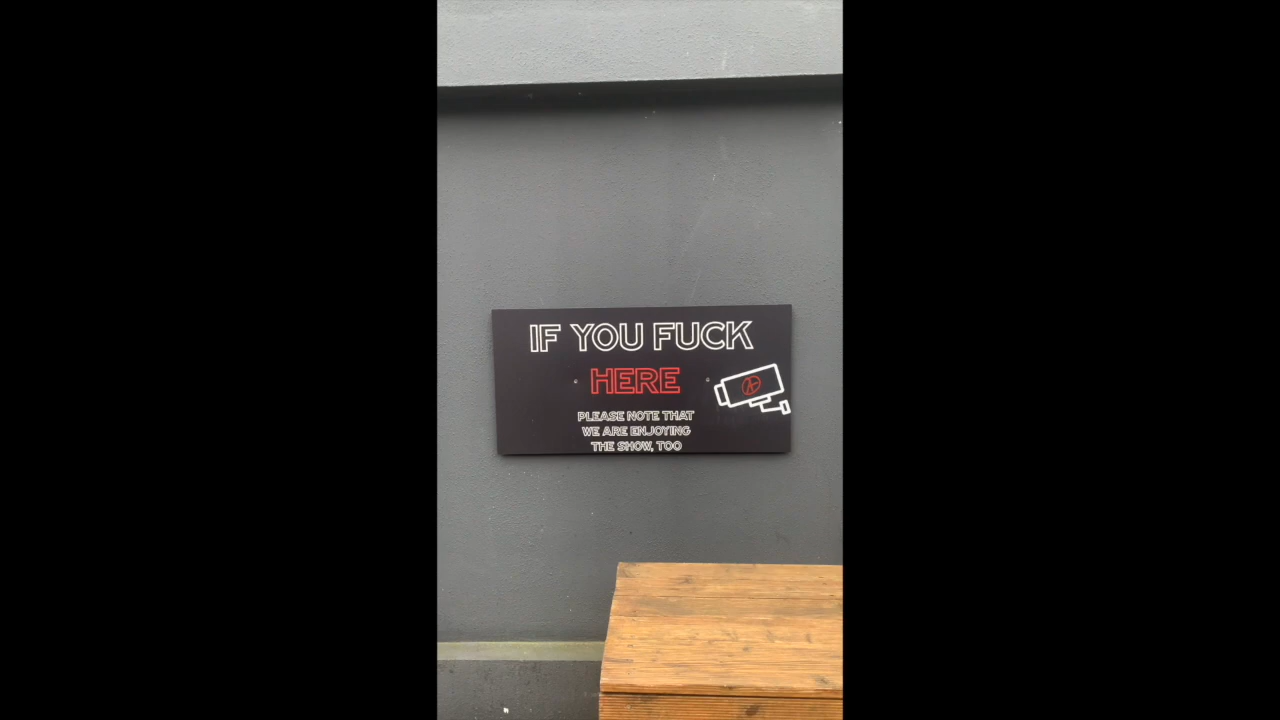 IF YOU FUCK
HERE
PLEASE NOTE THAT
WE ARE ENJOYING
THE SHOW, TOO